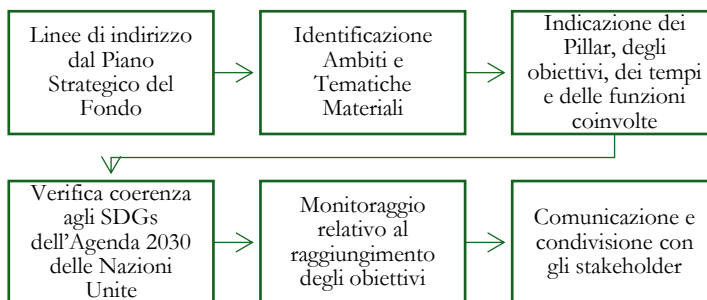 Linee di indirizzo
dal Piano
Strategico del
Fondo
Identificazione
Ambiti e
Tematiche
Materiali
Indicazione dei
Pillar, degli
obiettivi, dei tempi
e delle funzioni
coinvolte
Verifica coerenza
agli SDGs
dell’Agenda 2030
delle Nazioni
Unite
Monitoraggio
relativo al
raggiungimento
degli obiettivi
Comunicazione e
condivisione con
gli stakeholder